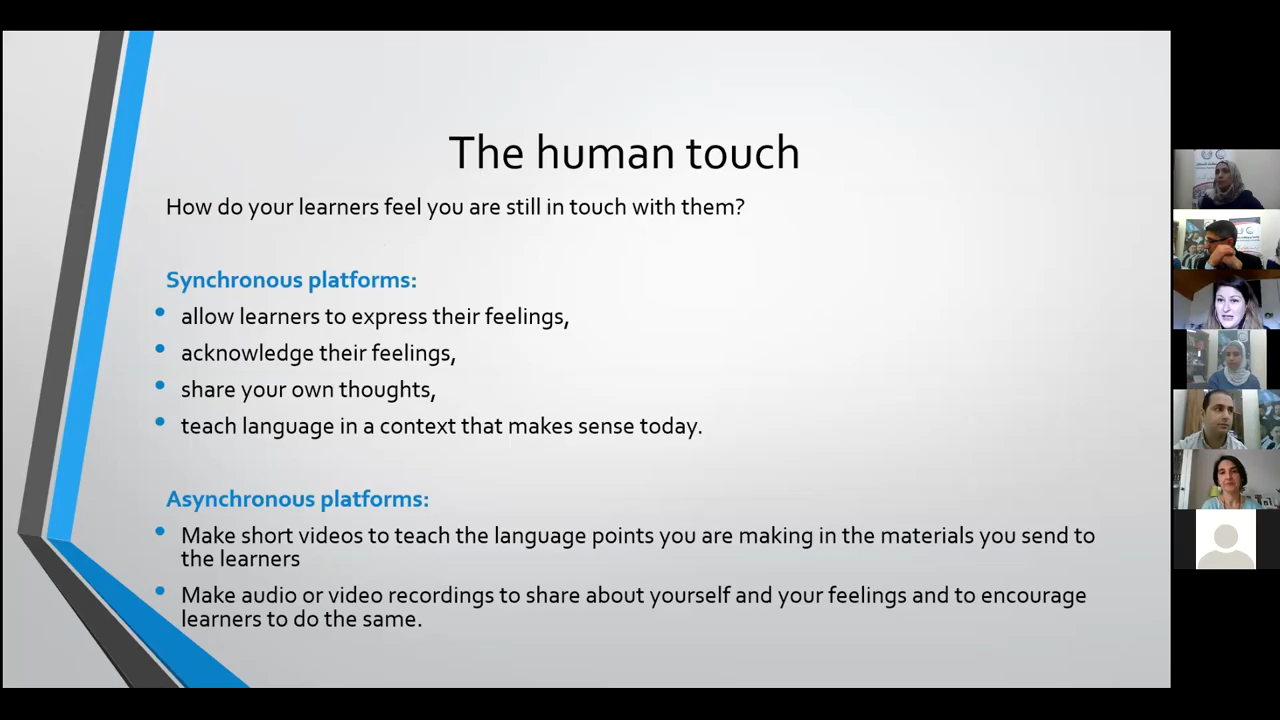 The human touch
How do your learners feel you are still in touch with them?
Synchronous platforms:
allow learners to express their feelings,
acknowledge their feelings,
share your own thoughts,
teach language in a context that makes sense today.
Asynchronous platforms:
Make short videos to teach the language points you are making in the materials you send to
the learners
Make audio or video recordings to share about yourself and your feelings and to encourage
learners to do the same.